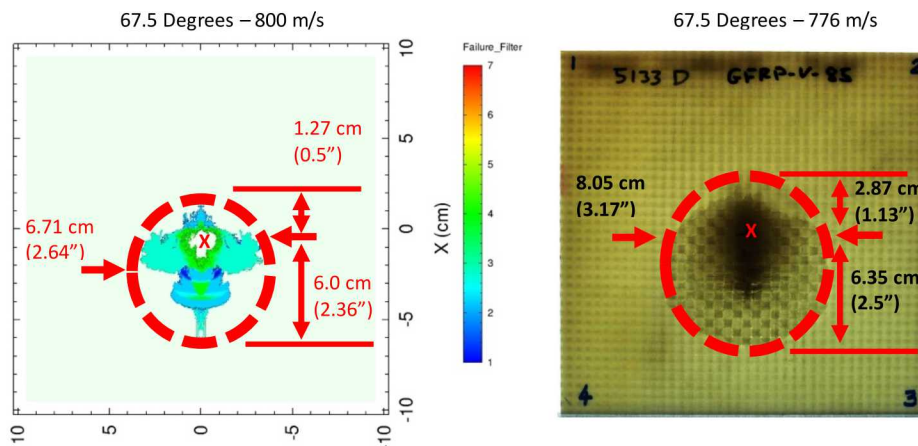 67.5 Degrees – 800 m/s
67.5 Degrees – 776 m/s
10
5
0
-5
-10
10
5
0
-5
-10
X (cm)
1.27 cm
(0.5”)
6.71 cm
(2.64”)
X
6.0 cm
(2.36”)
Failure_Filter
7
6
5
4
3
2
1
1
5133 D GFRP-V-85
2
8.05 cm
(3.17”)
2.87 cm
(1.13”)
X
6.35 cm
(2.5”)
4
3